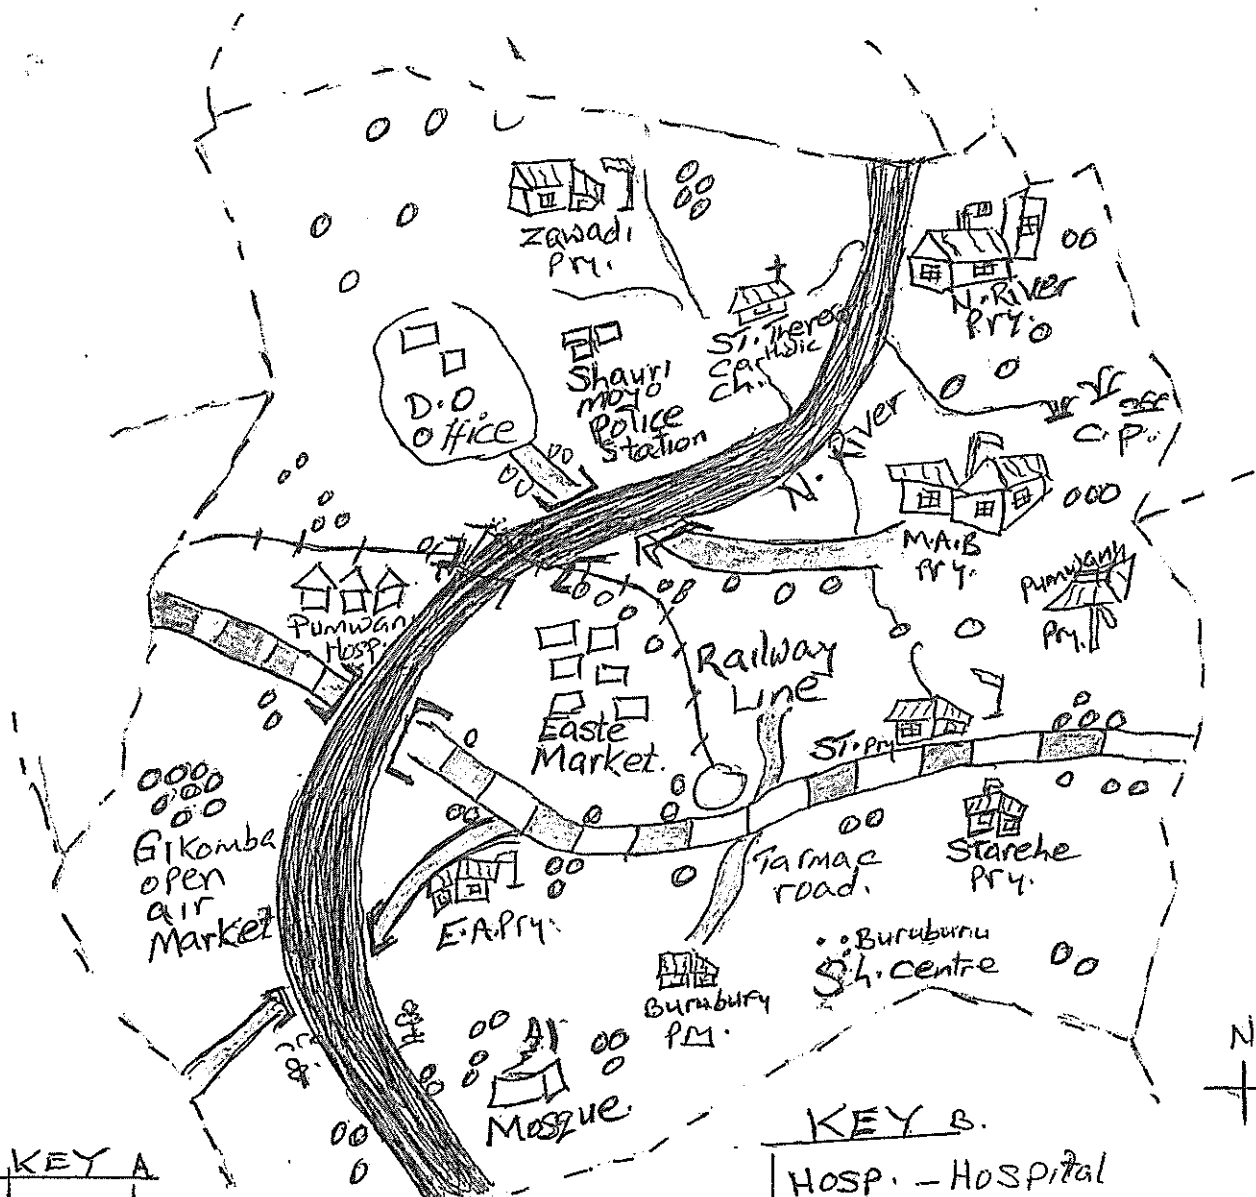 Zawadi
Pry.
N. River
Pry.
ST. Theresa
Catholic
Ch.
Shauri
moyo
Police
Station
D.O.
Office
N. River
C.P.
M.A.B
Pry.
Pumwani
Pry.
Pumwani
Hosp.
Railway
Line
Easte
Market.
ST. Pry
Gikomba
open
air
Market
Tarmac
road.
Starehe
Pry.
E.A. Pry.
Buruburu
Sh. Centre
Buruburu
Pry.
Mosque
N
KEY A
KEY B.
Hosp. - Hospital